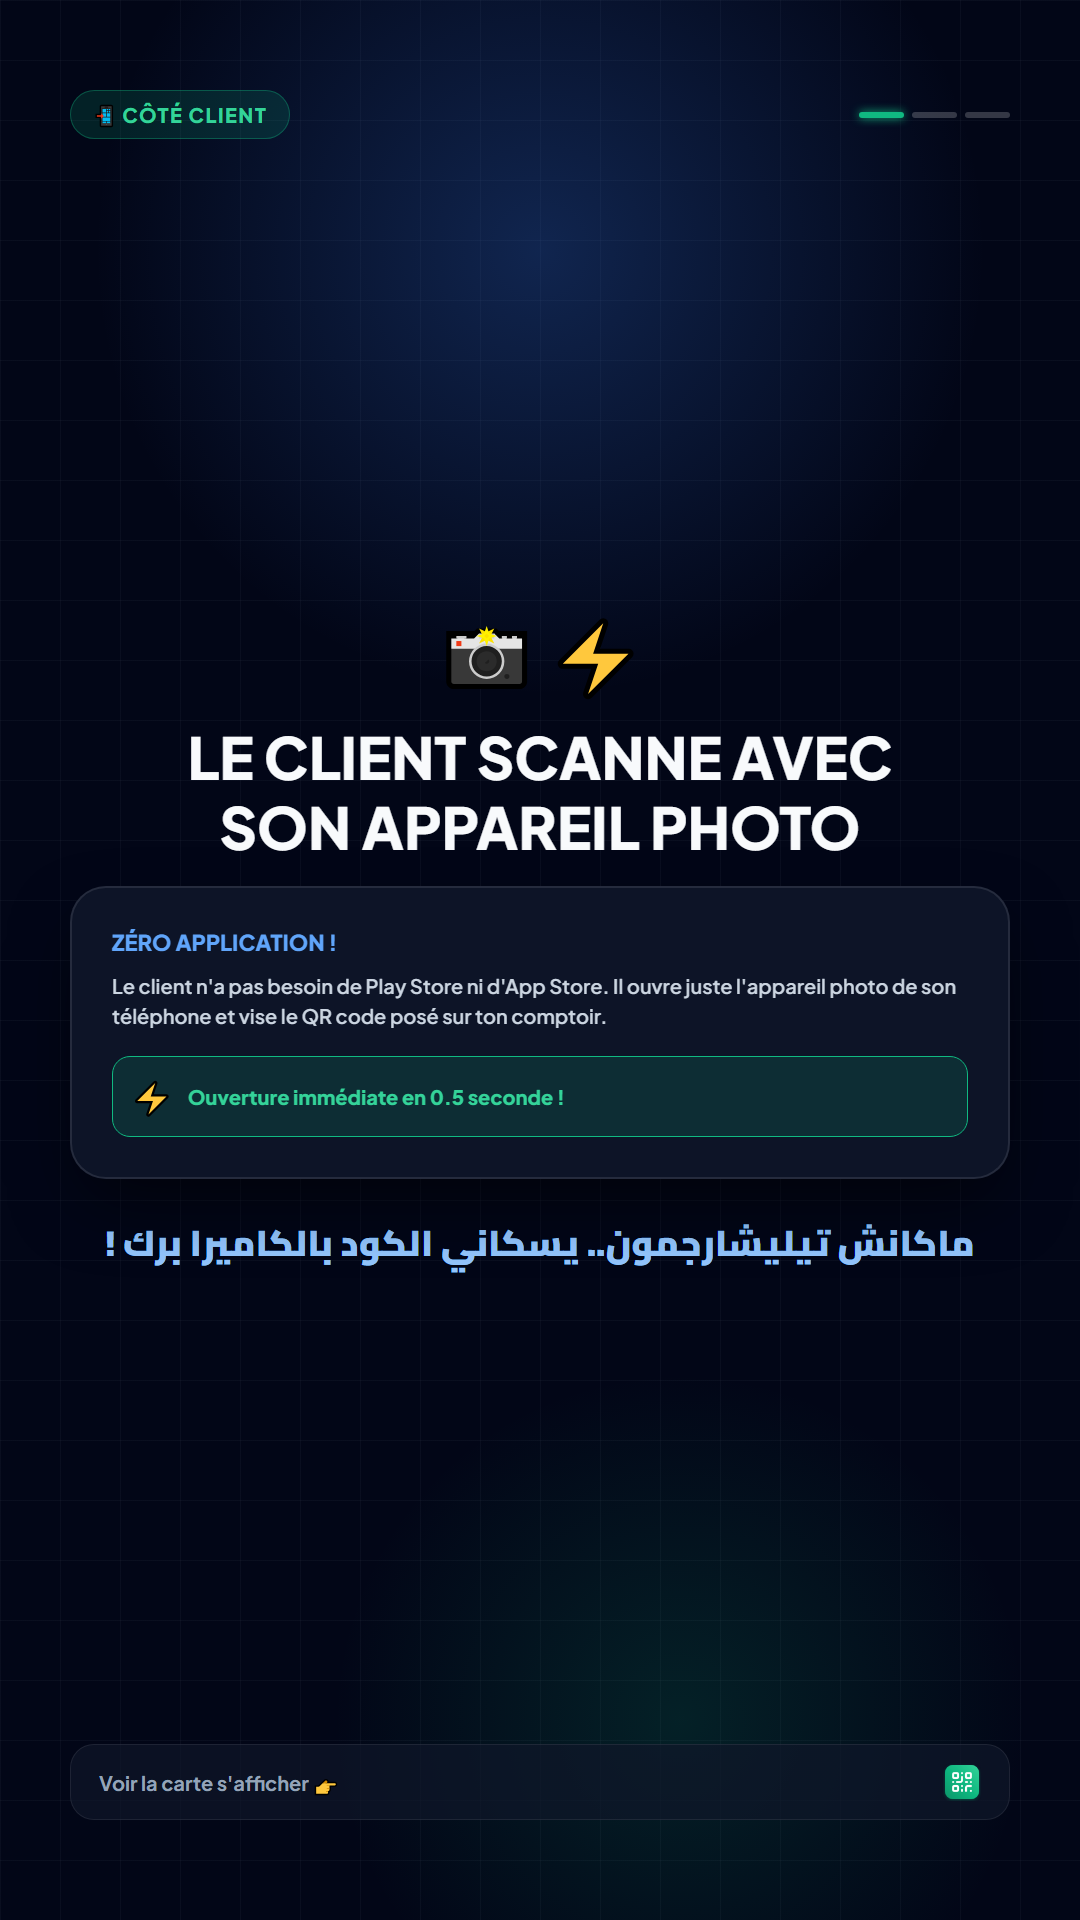 📲 CÔTÉ CLIENT
LE CLIENT SCANNE AVEC
SON APPAREIL PHOTO
ZÉRO APPLICATION !
Le client n'a pas besoin de Play Store ni d'App Store. Il ouvre juste l'appareil photo de son
téléphone et vise le QR code posé sur ton comptoir.
⚡ Ouverture immédiate en 0.5 seconde !
ماكانش تيليشارجمون.. يسكاني الكود بالكاميرا برك !
Voir la carte s'afficher 👉